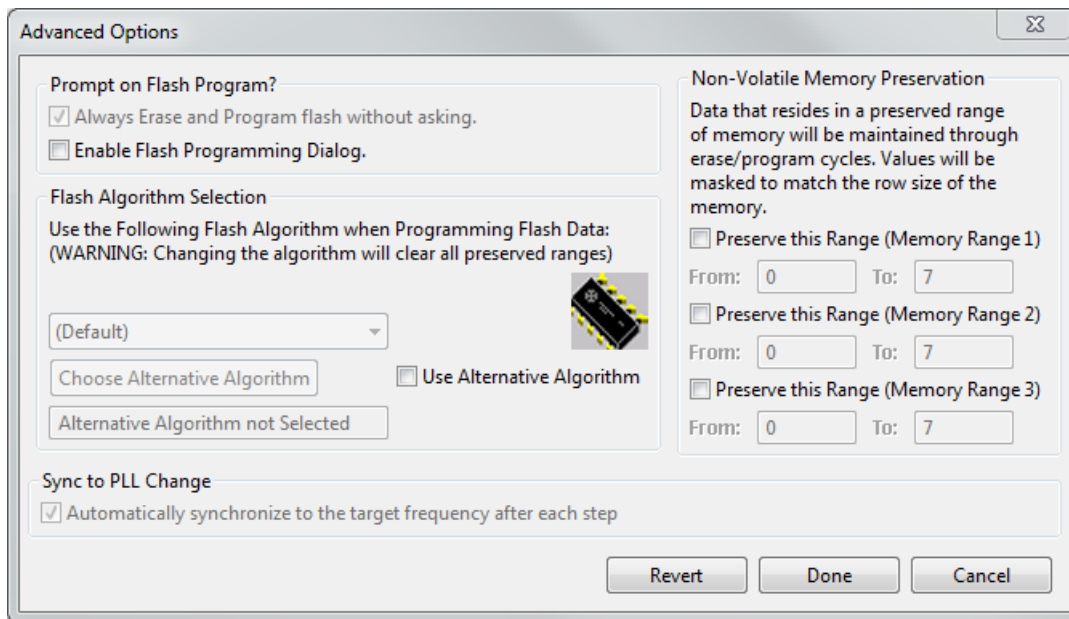 Advanced Options
Prompt on Flash Program?
Always Erase and Program flash without asking.
Enable Flash Programming Dialog.
Flash Algorithm Selection
Use the Following Flash Algorithm when Programming Flash Data:
(WARNING: Changing the algorithm will clear all preserved ranges)
(Default)
Choose Alternative Algorithm
Use Alternative Algorithm
Alternative Algorithm not Selected
Non-Volatile Memory Preservation
Data that resides in a preserved range
of memory will be maintained through
erase/program cycles. Values will be
masked to match the row size of the
memory.
Preserve this Range (Memory Range 1)
From: 0 To: 7
Preserve this Range (Memory Range 2)
From: 0 To: 7
Preserve this Range (Memory Range 3)
From: 0 To: 7
Sync to PLL Change
Automatically synchronize to the target frequency after each step
Revert Done Cancel